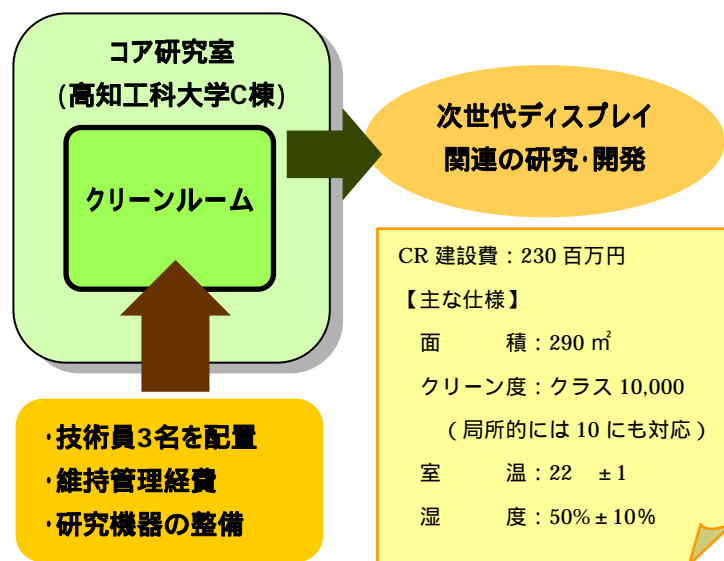 コア研究室
(高知工科大学C棟)
クリーンルーム
次世代ディスプレイ
関連の研究・開発
・技術員3名を配置
・維持管理経費
・研究機器の整備
CR 建設費：230 百万円
【主な仕様】
面　　　積：290 ㎡
クリーン度：クラス 10,000
（局所的には 10 にも対応）
室　　　温：22　±1
湿　　　度：50%±10%